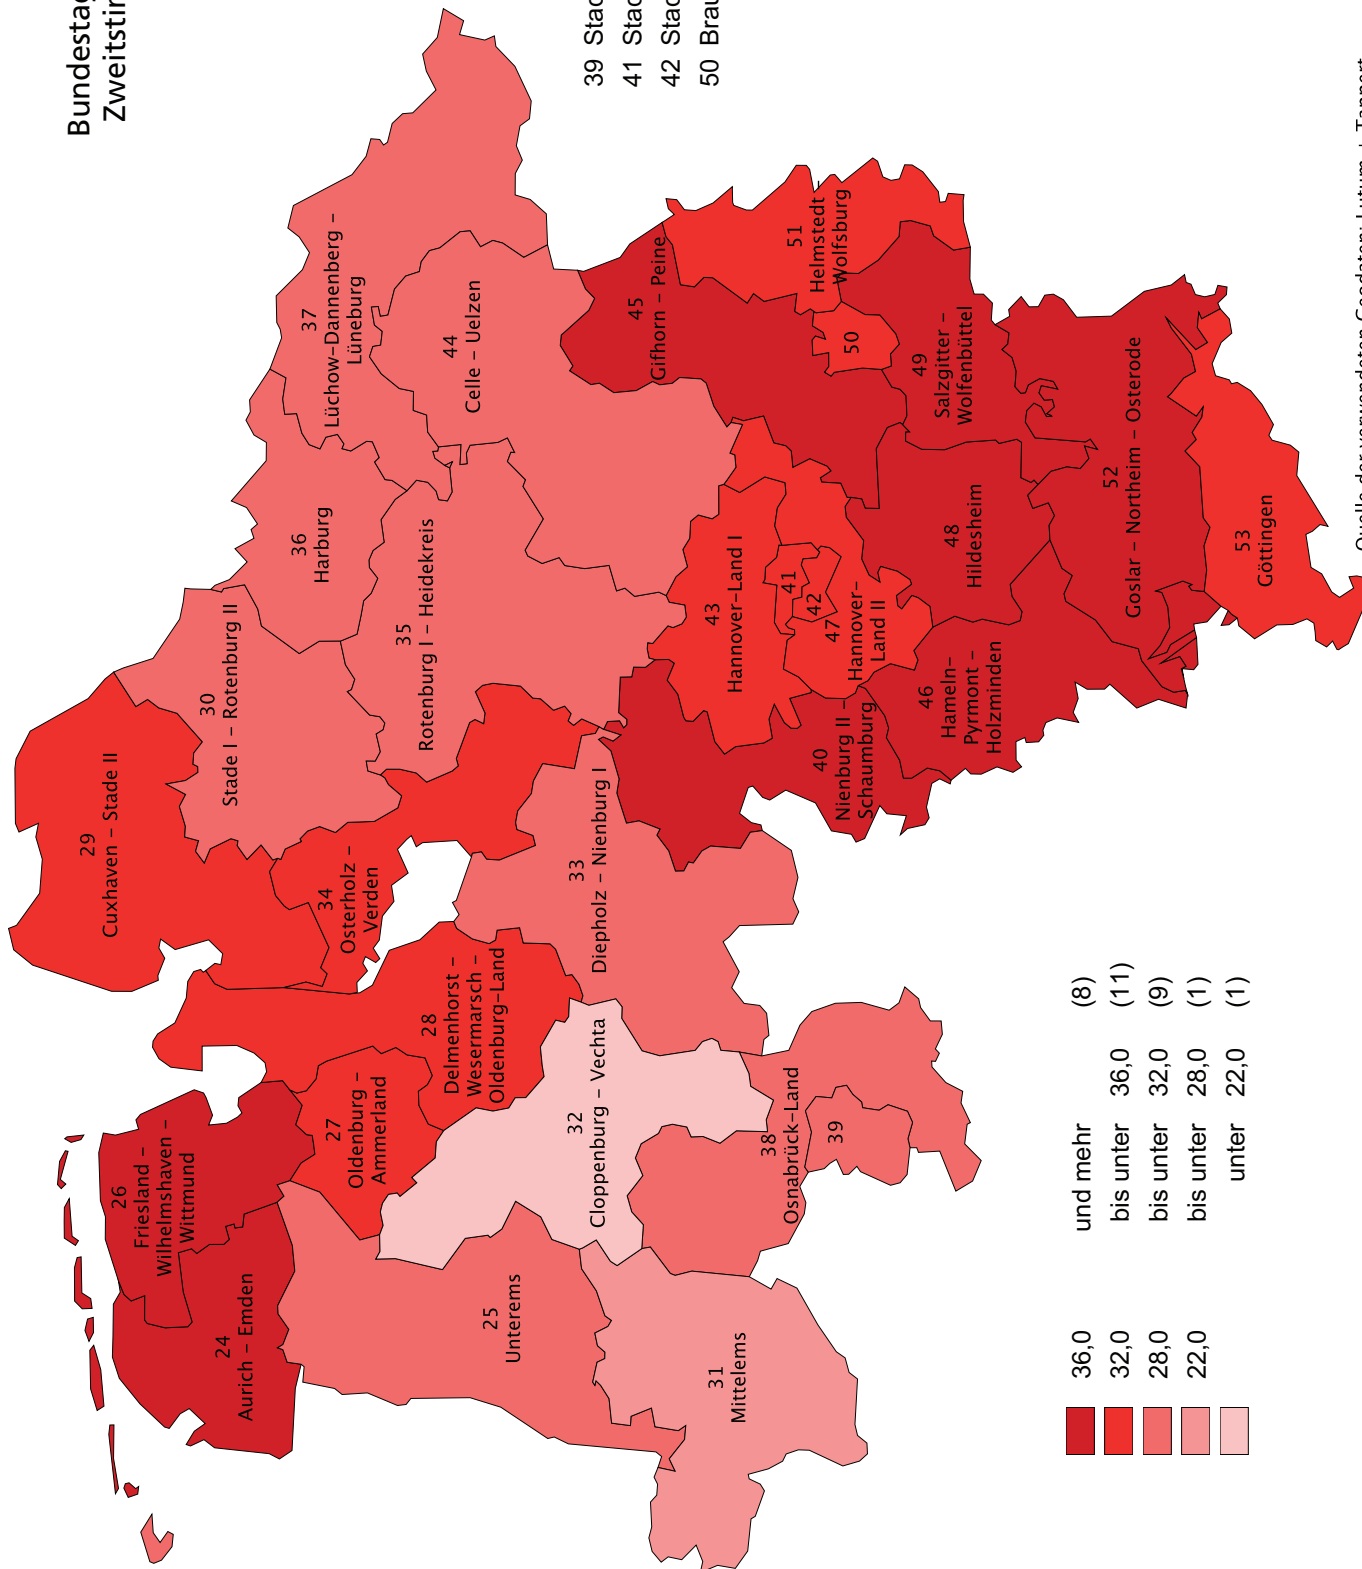 Bundestag
Zweitstim
39 Stad
41 Stad
42 Stad
50 Brau
24
Aurich – Emden
25
Unterems
26
Friesland –
Wilhelmshaven –
Wittmund
27
Oldenburg –
Ammerland
28
Delmenhorst –
Wesermarsch –
Oldenburg–Land
29
Cuxhaven – Stade II
30
Stade I – Rotenburg II
31
Mittelems
32
Cloppenburg – Vechta
33
Diepholz – Nienburg I
34
Osterholz –
Verden
35
Rotenburg I – Heidekreis
36
Harburg
37
Lüchow–Dannenberg –
Lüneburg
38
Osnabrück–Land
39
40
Nienburg II –
Schaumburg
41
42
43
Hannover–Land I
44
Celle – Uelzen
45
Gifhorn – Peine
46
Hameln–
Pyrmont –
Holzminden
47
Hannover–
Land II
48
Hildesheim
49
Salzgitter –
Wolfenbüttel
50
51
Helmstedt –
Wolfsburg
52
Goslar – Northeim – Osterode
53
Göttingen
36,0 und mehr (8)
32,0 bis unter 36,0 (11)
28,0 bis unter 32,0 (9)
22,0 bis unter 28,0 (1)
unter 22,0 (1)
Quelle der verwendeten Geodaten: Lutum + Tappert